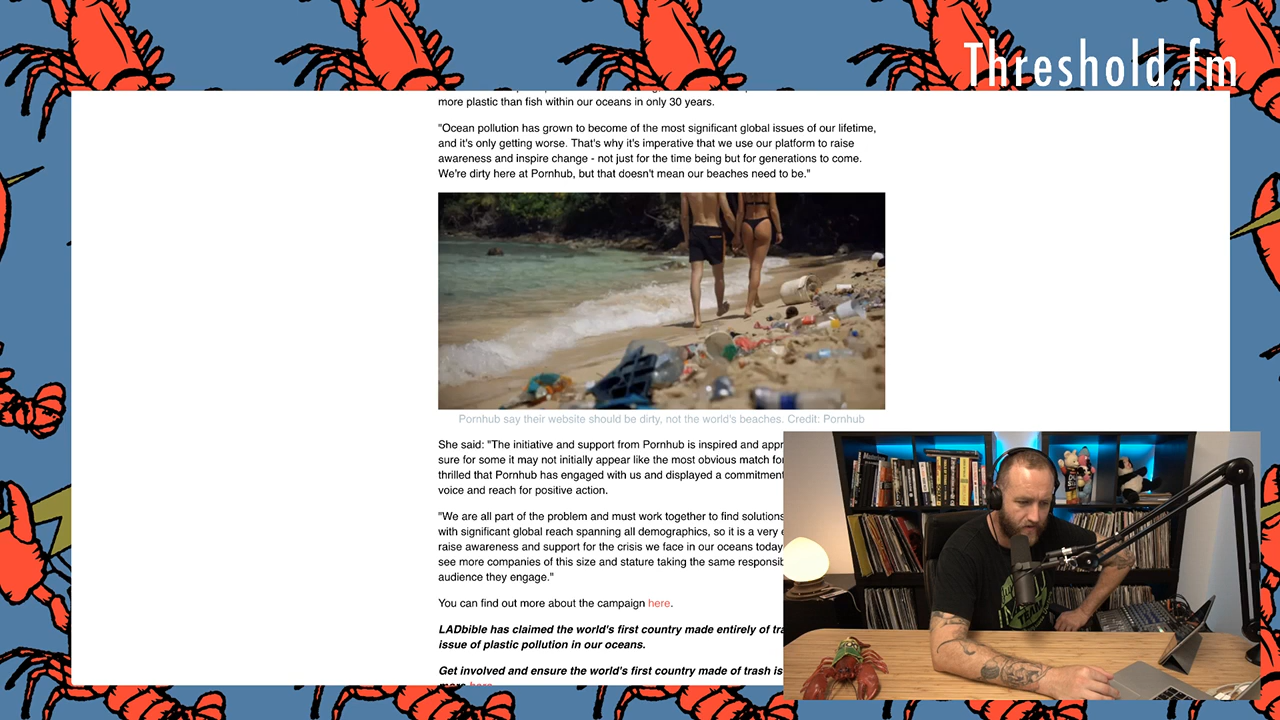 Threshold.fm
more plastic than fish within our oceans in only 30 years.
"Ocean pollution has grown to become of the most significant global issues of our lifetime,
and it's only getting worse. That's why it's imperative that we use our platform to raise
awareness and inspire change - not just for the time being but for generations to come.
We're dirty here at Pornhub, but that doesn't mean our beaches need to be."
Pornhub say their website should be dirty, not the world's beaches. Credit: Pornhub
She said: "The initiative and support from Pornhub is inspired and appr
sure for some it may not initially appear like the most obvious match fo
thrilled that Pornhub has engaged with us and displayed a commitment
voice and reach for positive action.
"We are all part of the problem and must work together to find solutions
with significant global reach spanning all demographics, so it is a very
raise awareness and support for the crisis we face in our oceans today
see more companies of this size and stature taking the same responsib
audience they engage."
You can find out more about the campaign here.
LADbible has claimed the world's first country made entirely of tra
issue of plastic pollution in our oceans.
Get involved and ensure the world's first country made of trash is